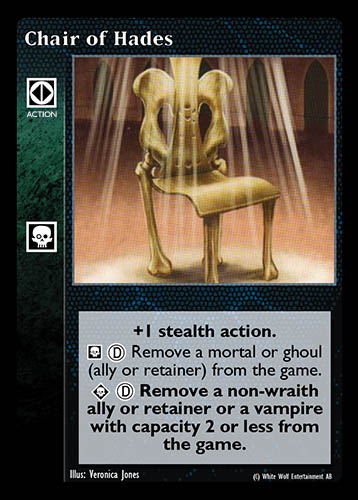 Chair of Hades
ACTION
+1 stealth action.
D Remove a mortal or ghoul
(ally or retainer) from the game.
D Remove a non-wraith
ally or retainer or a vampire
with capacity 2 or less from
the game.
Illus: Veronica Jones
(C) White Wolf Entertainment AB